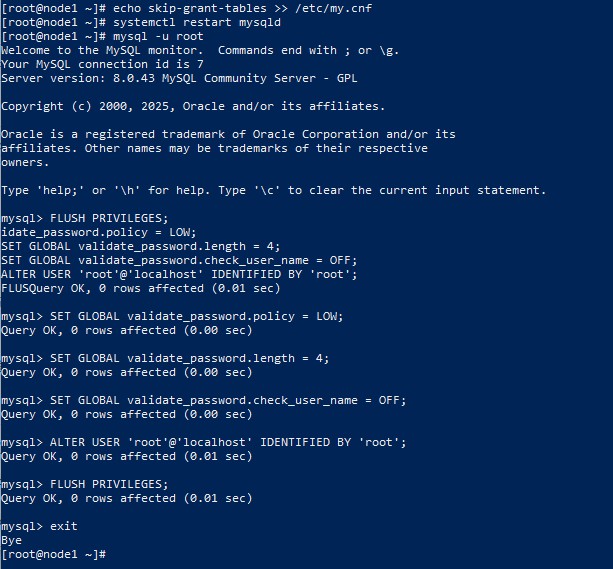 [root@node1 ~]# echo skip-grant-tables >> /etc/my.cnf
[root@node1 ~]# systemctl restart mysqld
[root@node1 ~]# mysql -u root
Welcome to the MySQL monitor.  Commands end with ; or \g.
Your MySQL connection id is 7
Server version: 8.0.43 MySQL Community Server - GPL
Copyright (c) 2000, 2025, Oracle and/or its affiliates.
Oracle is a registered trademark of Oracle Corporation and/or its
affiliates. Other names may be trademarks of their respective
owners.
Type 'help;' or '\h' for help. Type '\c' to clear the current input statement.
mysql> FLUSH PRIVILEGES;
idate_password.policy = LOW;
SET GLOBAL validate_password.length = 4;
SET GLOBAL validate_password.check_user_name = OFF;
ALTER USER 'root'@'localhost' IDENTIFIED BY 'root';
FLUSQuery OK, 0 rows affected (0.01 sec)
mysql> SET GLOBAL validate_password.policy = LOW;
Query OK, 0 rows affected (0.00 sec)
mysql> SET GLOBAL validate_password.length = 4;
Query OK, 0 rows affected (0.00 sec)
mysql> SET GLOBAL validate_password.check_user_name = OFF;
Query OK, 0 rows affected (0.00 sec)
mysql> ALTER USER 'root'@'localhost' IDENTIFIED BY 'root';
Query OK, 0 rows affected (0.01 sec)
mysql> FLUSH PRIVILEGES;
Query OK, 0 rows affected (0.01 sec)
mysql> exit
Bye
[root@node1 ~]#